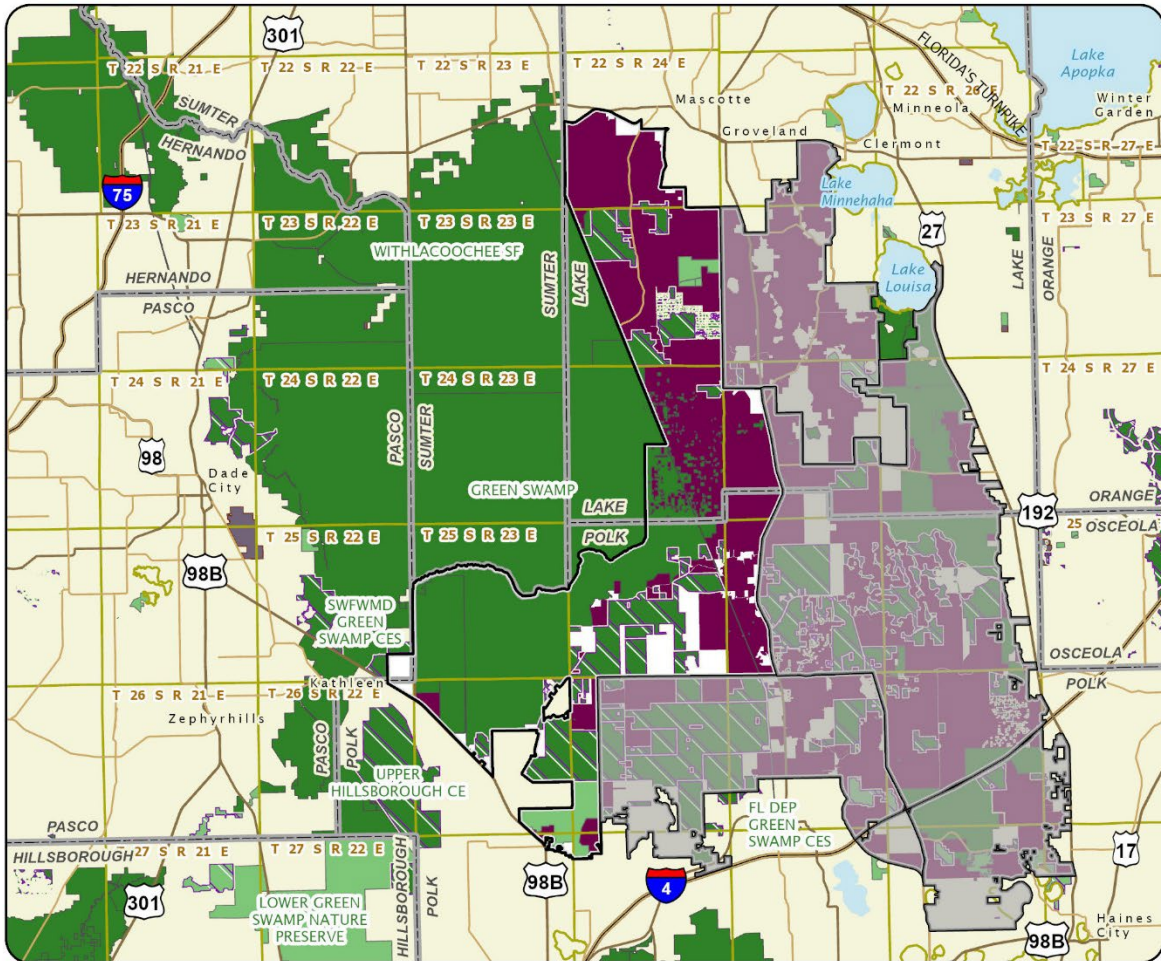 301
T 22 S R 21 E
T 22 S R 22 E
T 22 S R 23 E
T 22 S R 24 E
T 22 S R 26 E
FLORIDA'S TURNPIKE
Lake
Apopka
Mascotte
Minneola
Winter
Garden
SUMTER
HERNANDO
Groveland
Clermont
T 22 S R 27 E
75
Lake
Minnehaha
T 23 S R 21 E
T 23 S R 22 E
T 23 S R 23 E
T 23 S R 27 E
27
WITHLACOOCHEE SF
SUMTER
LAKE
LAKE
ORANGE
Lake
Louisa
HERNANDO
PASCO
T 24 S R 21 E
T 24 S R 22 E
T 24 S R 23 E
T 24 S R 27 E
PASCO
SUMTER
98
Dade
City
GREEN SWAMP
LAKE
POLK
192
ORANGE
OSCEOLA
25
T 25 S R 22 E
T 25 S R 23 E
98B
SWFWMD
GREEN
SWAMP CES
OSCEOLA
POLK
Kathleen
T 26 S R 21 E
T 26 S R 22 E
Zephyrhills
PASCO
POLK
UPPER
HILLSBOROUGH CE
FL DEP
GREEN
SWAMP CES
PASCO
HILLSBOROUGH
27 S R 21 E
T 27 S R 22 E
17
98B
4
301
LOWER GREEN
SWAMP NATURE
PRESERVE
HILLSBOROUGH
POLK
Haines
City
98B